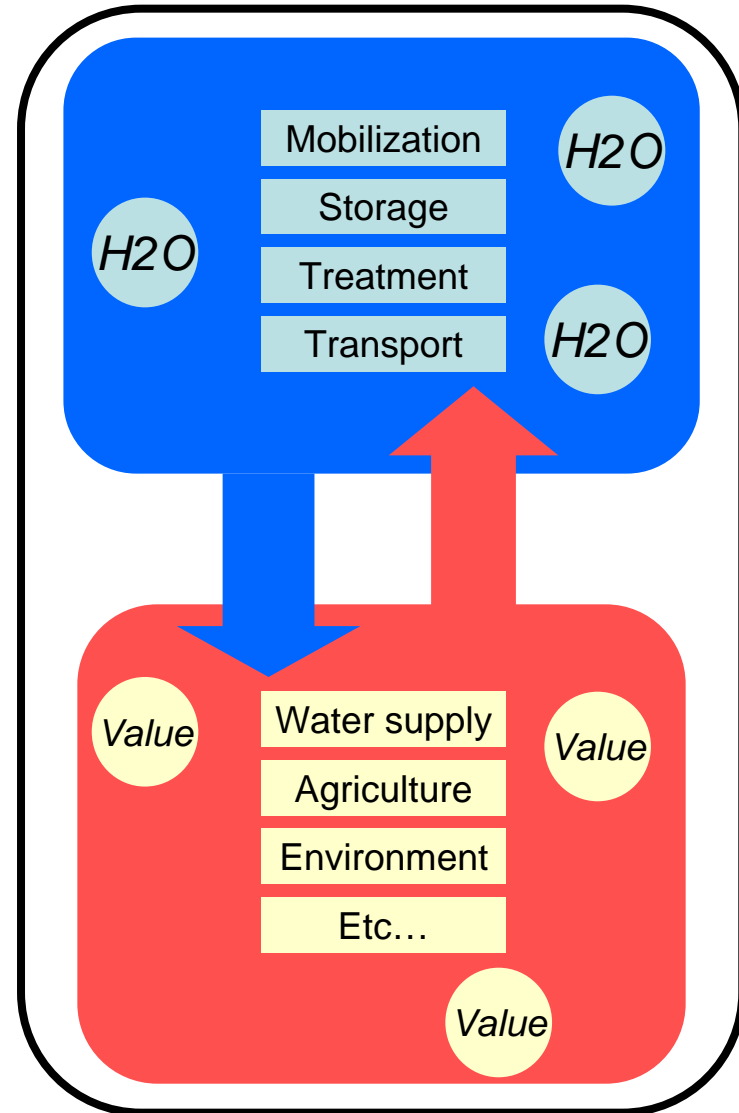 Mobilization
H2O
Storage
H2O
Treatment
Transport
H2O
Water supply
Value
Value
Agriculture
Environment
Etc…
Value